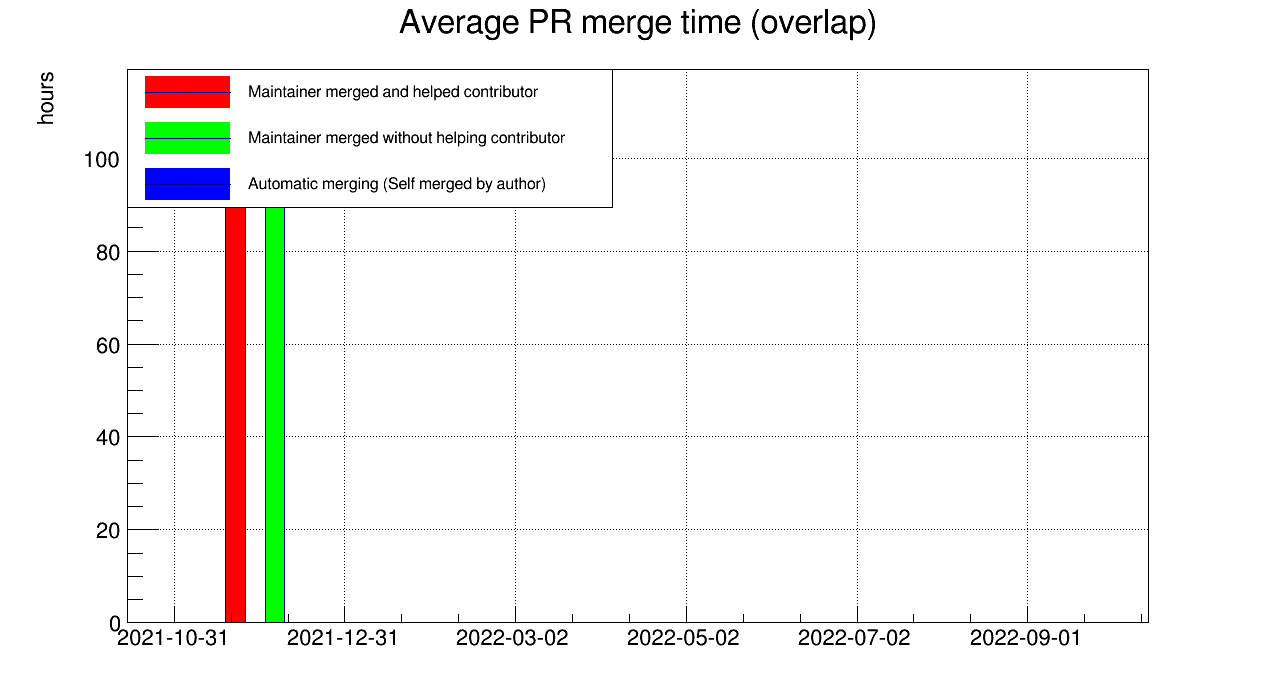 Average PR merge time (overlap)
hours
Maintainer merged and helped contributor
Maintainer merged without helping contributor
Automatic merging (Self merged by author)
100
80
60
40
20
0
2021-10-31 2021-12-31 2022-03-02 2022-05-02 2022-07-02 2022-09-01